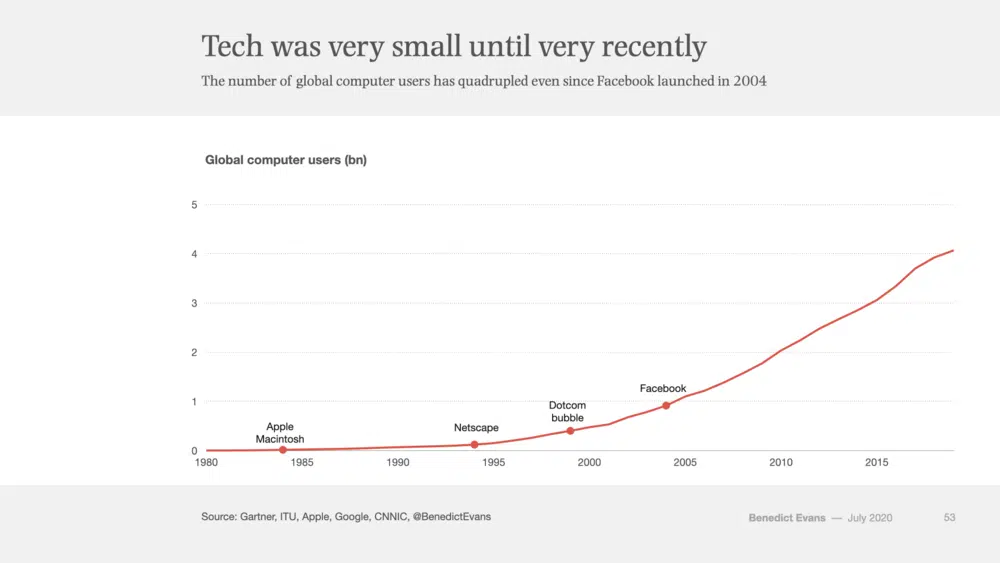 Tech was very small until very recently
The number of global computer users has quadrupled even since Facebook launched in 2004
Global computer users (bn)
5
4
3
2
1
0
Apple
Macintosh
Netscape
Dotcom
bubble
Facebook
1980 1985 1990 1995 2000 2005 2010 2015
Source: Gartner, ITU, Apple, Google, CNNIC, @BenedictEvans
Benedict Evans — July 2020 53